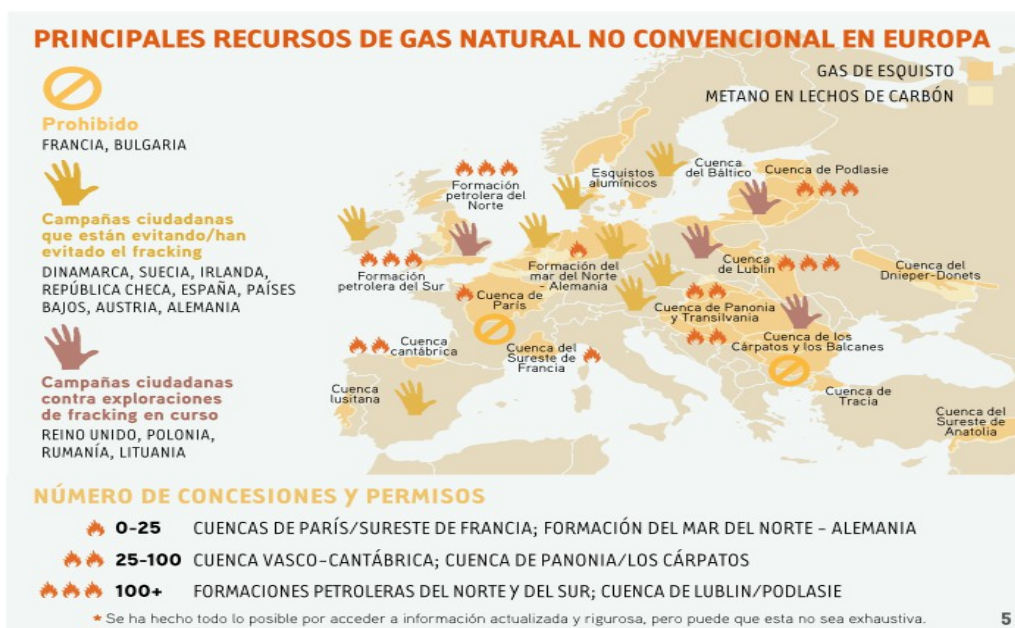 PRINCIPALES RECURSOS DE GAS NATURAL NO CONVENCIONAL EN EUROPA
GAS DE ESQUISTO
METANO EN LECHOS DE CARBÓN
Prohibido
FRANCIA, BULGARIA
Campañas ciudadanas
que están evitando/han
evitado el fracking
DINAMARCA, SUECIA, IRLANDA,
REPÚBLICA CHECA, ESPAÑA, PAÍSES
BAJOS, AUSTRIA, ALEMANIA
Campañas ciudadanas
contra exploraciones
de fracking en curso
REINO UNIDO, POLONIA,
RUMANÍA, LITUANIA
Formación
petrolera del
Norte
Esquistos
alumínicos
Cuenca
del Báltico
Cuenca de Podlasie
Formación
petrolera del Sur
Formación del
mar del Norte
- Alemania
Cuenca
de Lublin
Cuenca del
Dnieper-Donets
Cuenca de
París
Cuenca de Panonia
y Transilvania
Cuenca
cantábrica
Cuenca del
Sureste de
Francia
Cuenca de los
Cárpatos y los Balcanes
Cuenca
lusitana
Cuenca de
Tracia
Cuenca del
Sureste de
Anatolia
NÚMERO DE CONCESIONES Y PERMISOS
0-25 CUENCAS DE PARÍS/SURESTE DE FRANCIA; FORMACIÓN DEL MAR DEL NORTE - ALEMANIA
25-100 CUENCA VASCO-CANTÁBRICA; CUENCA DE PANONIA/LOS CÁRPATOS
100+ FORMACIONES PETROLERAS DEL NORTE Y DEL SUR; CUENCA DE LUBLIN/PODLASIE
* Se ha hecho todo lo posible por acceder a información actualizada y rigurosa, pero puede que esta no sea exhaustiva.
5